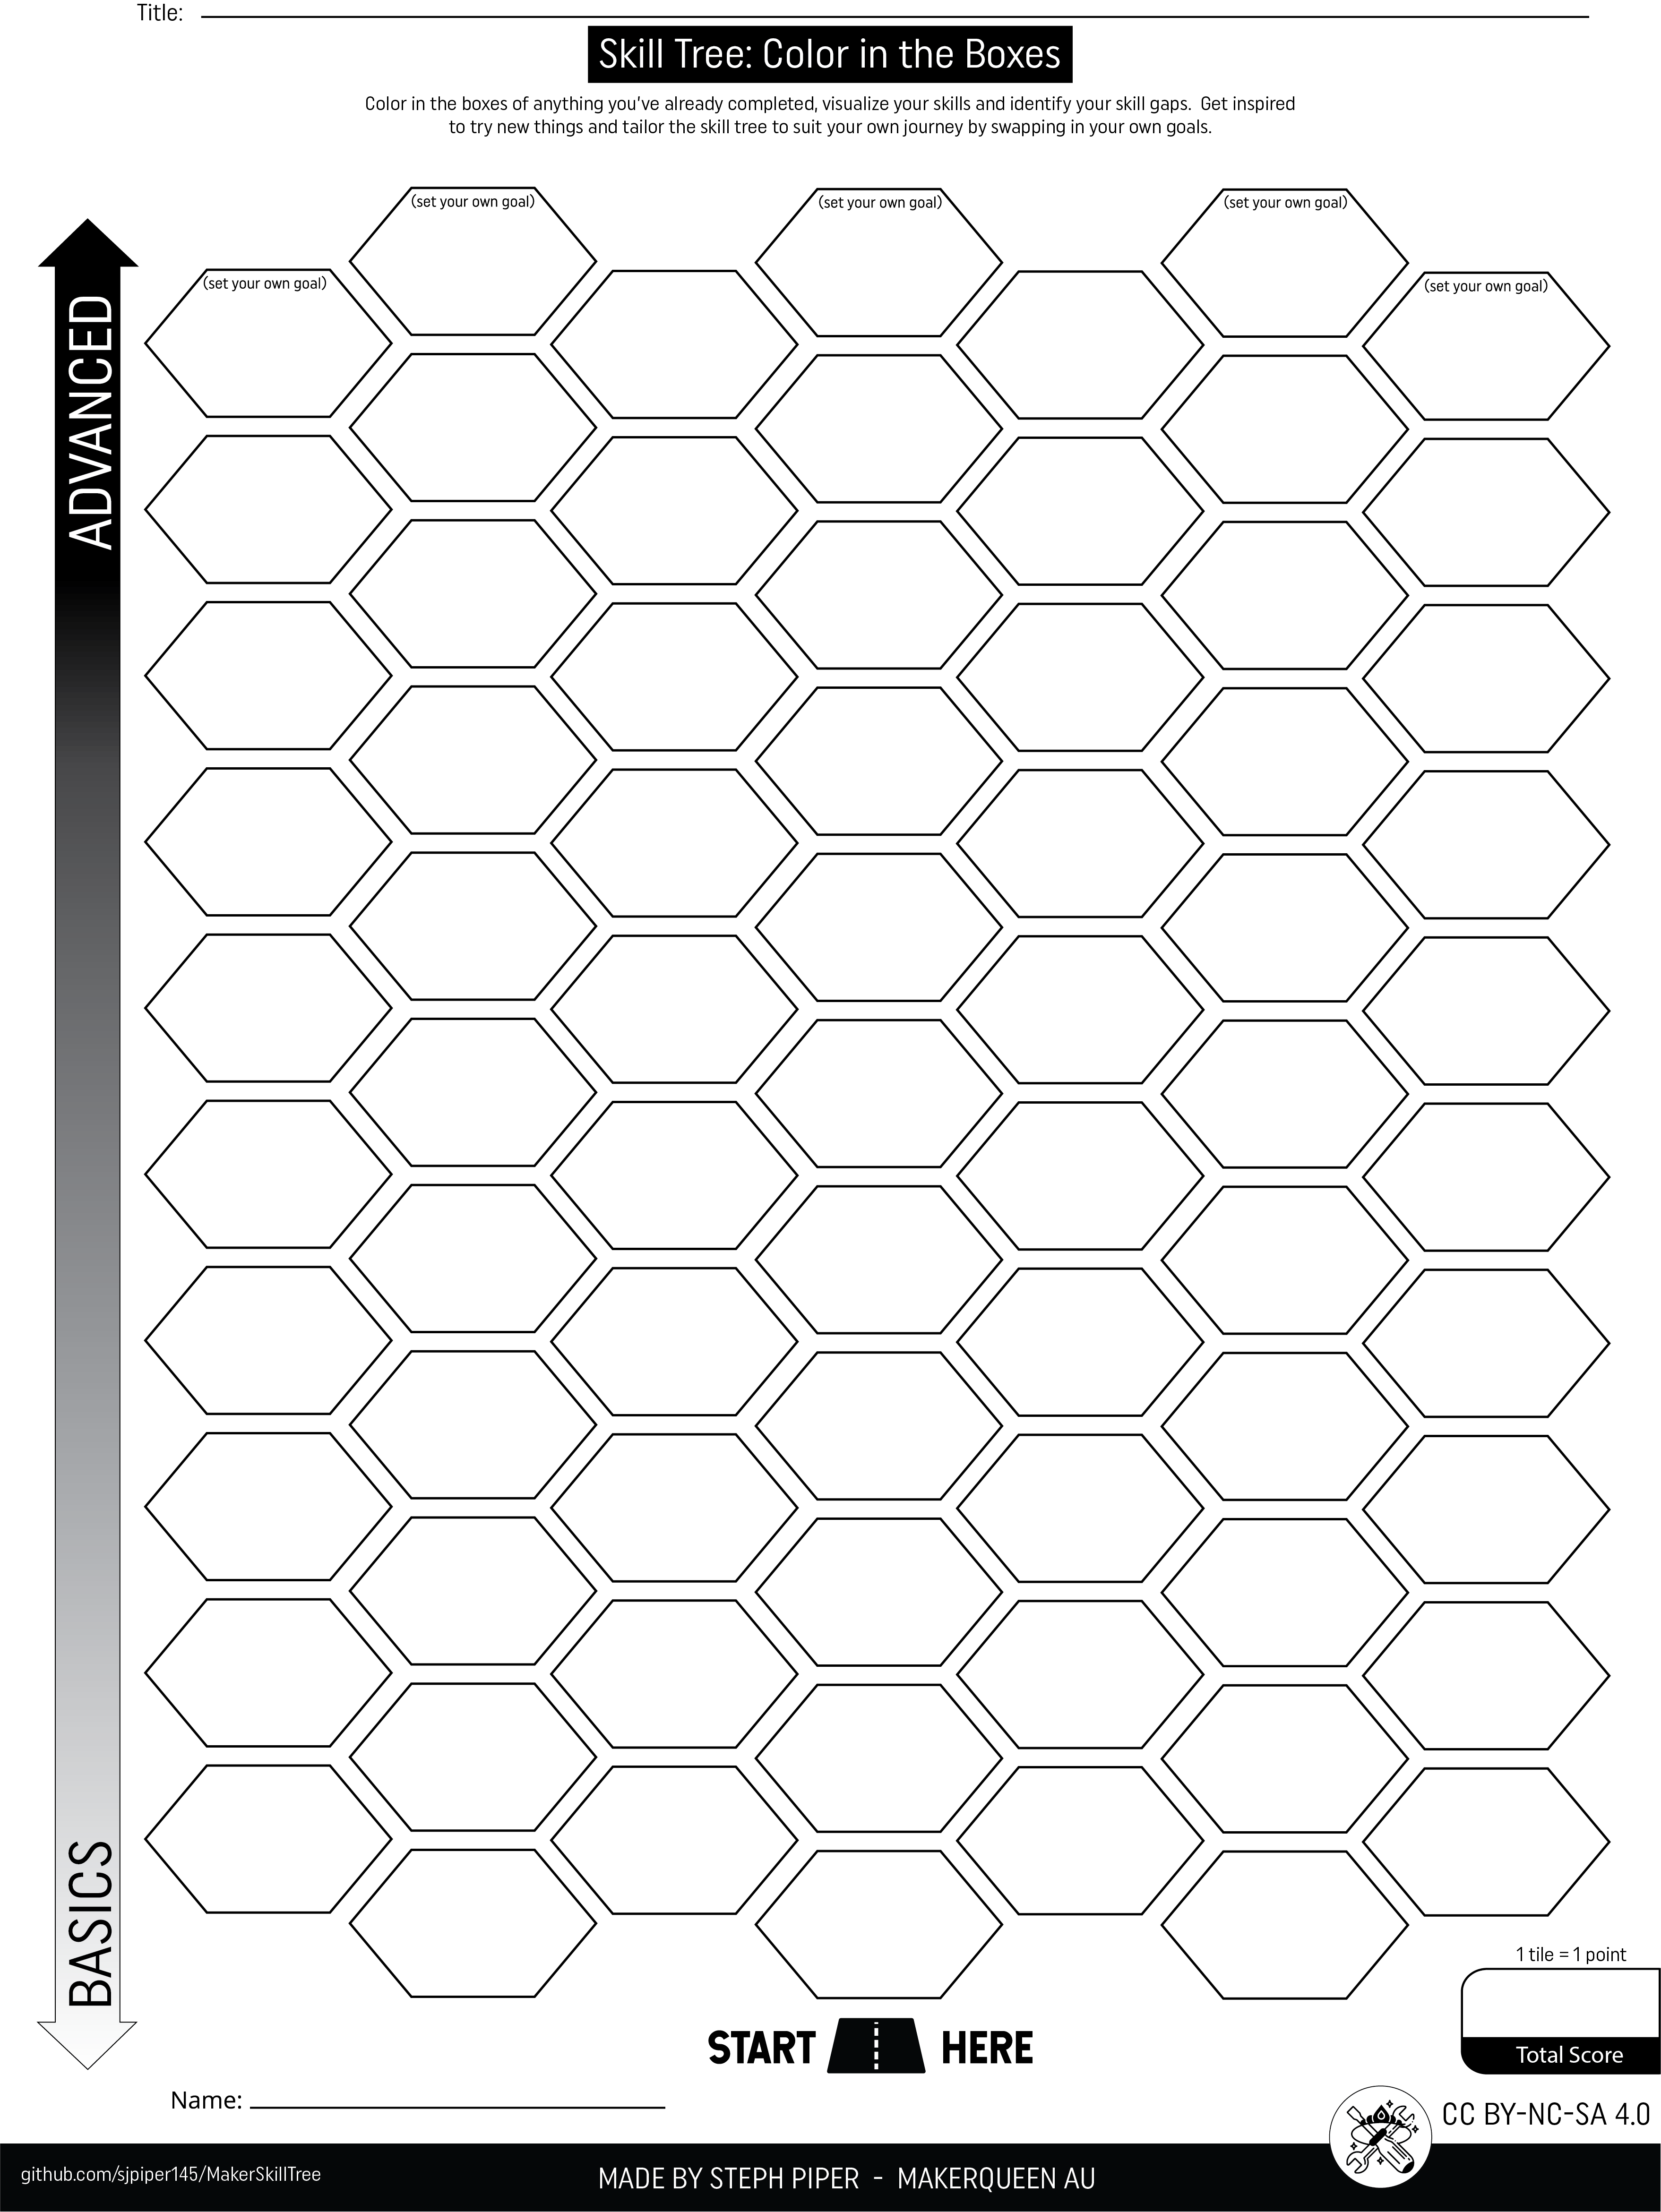 Title:
Skill Tree: Color in the Boxes
Color in the boxes of anything you've already completed, visualize your skills and identify your skill gaps. Get inspired
to try new things and tailor the skill tree to suit your own journey by swapping in your own goals.
(set your own goal)
(set your own goal)
(set your own goal)
(set your own goal)
(set your own goal)
ADVANCED
BASICS
1 tile = 1 point
Total Score
START HERE
Name:
CC BY-NC-SA 4.0
github.com/sjpiper145/MakerSkillTree
MADE BY STEPH PIPER - MAKERQUEEN AU